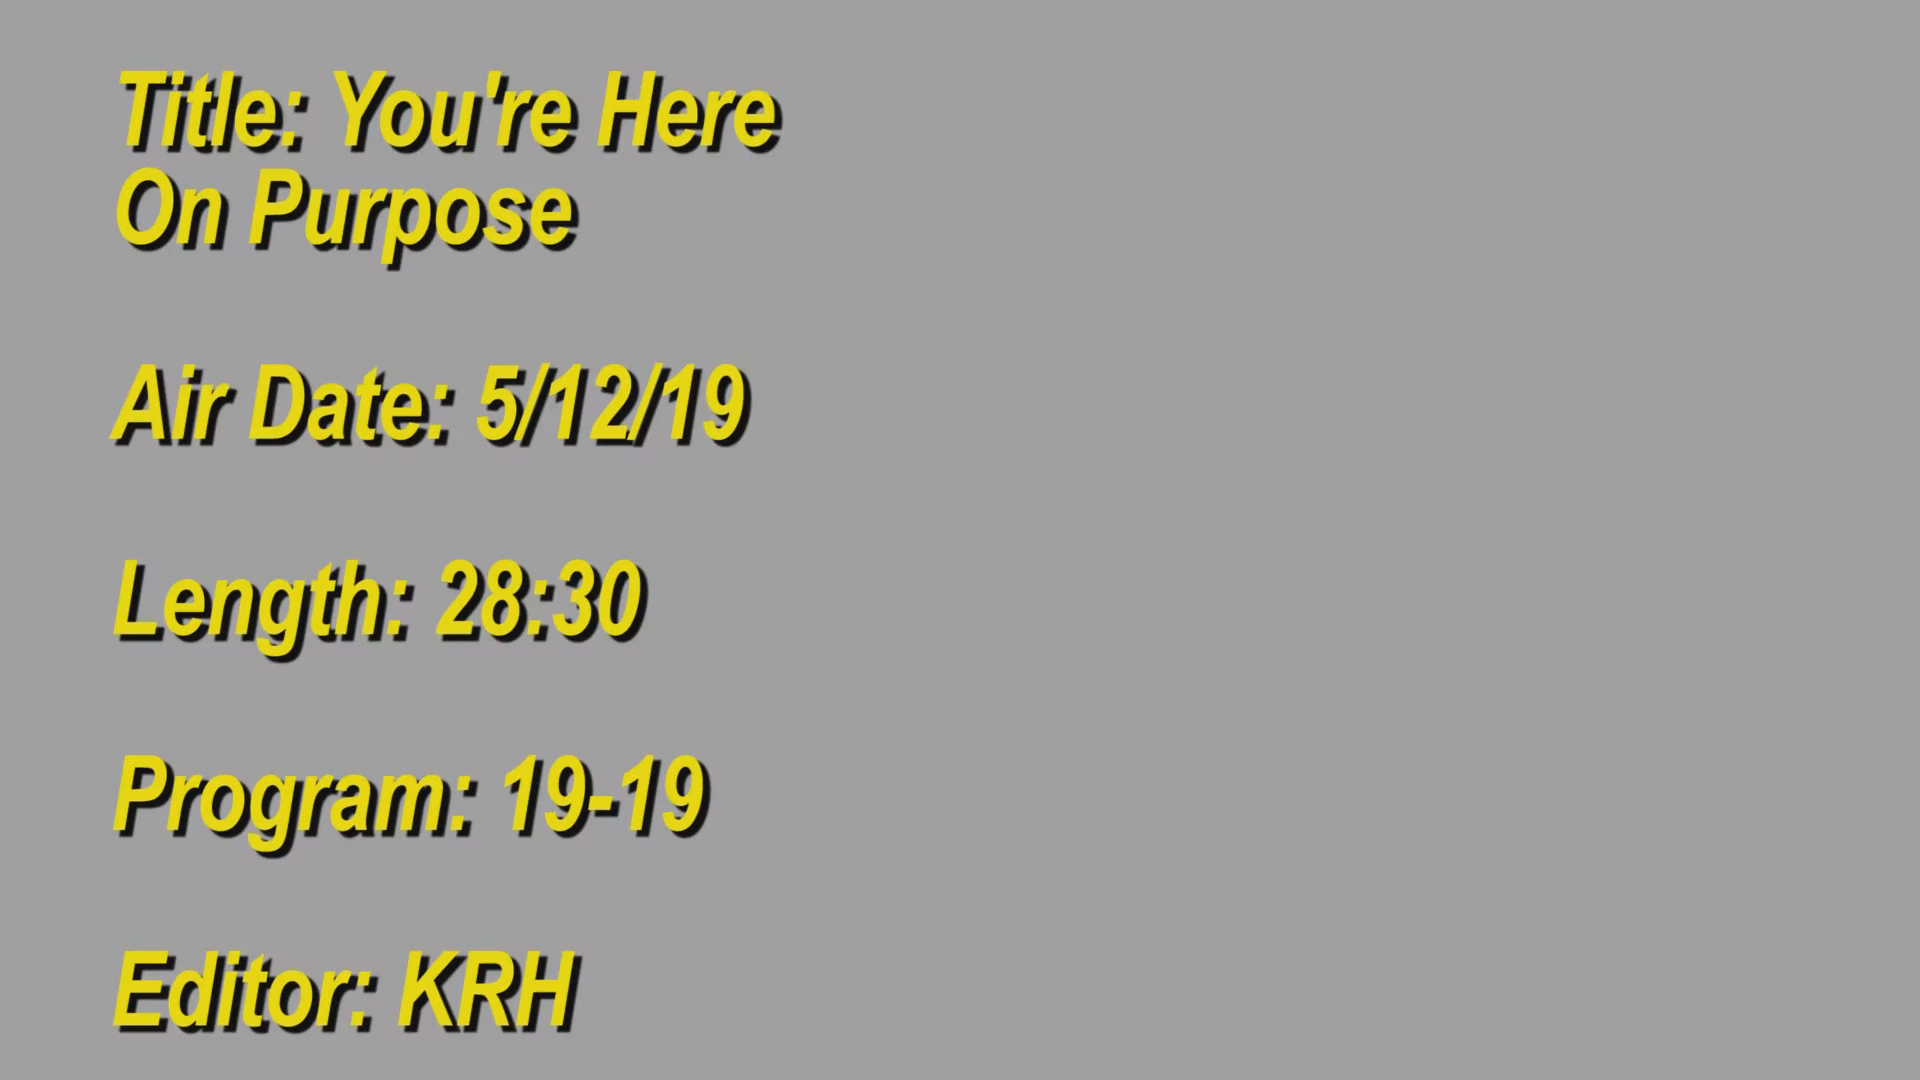 Title: You're Here
On Purpose
Air Date: 5/12/19
Length: 28:30
Program: 19-19
Editor: KRH